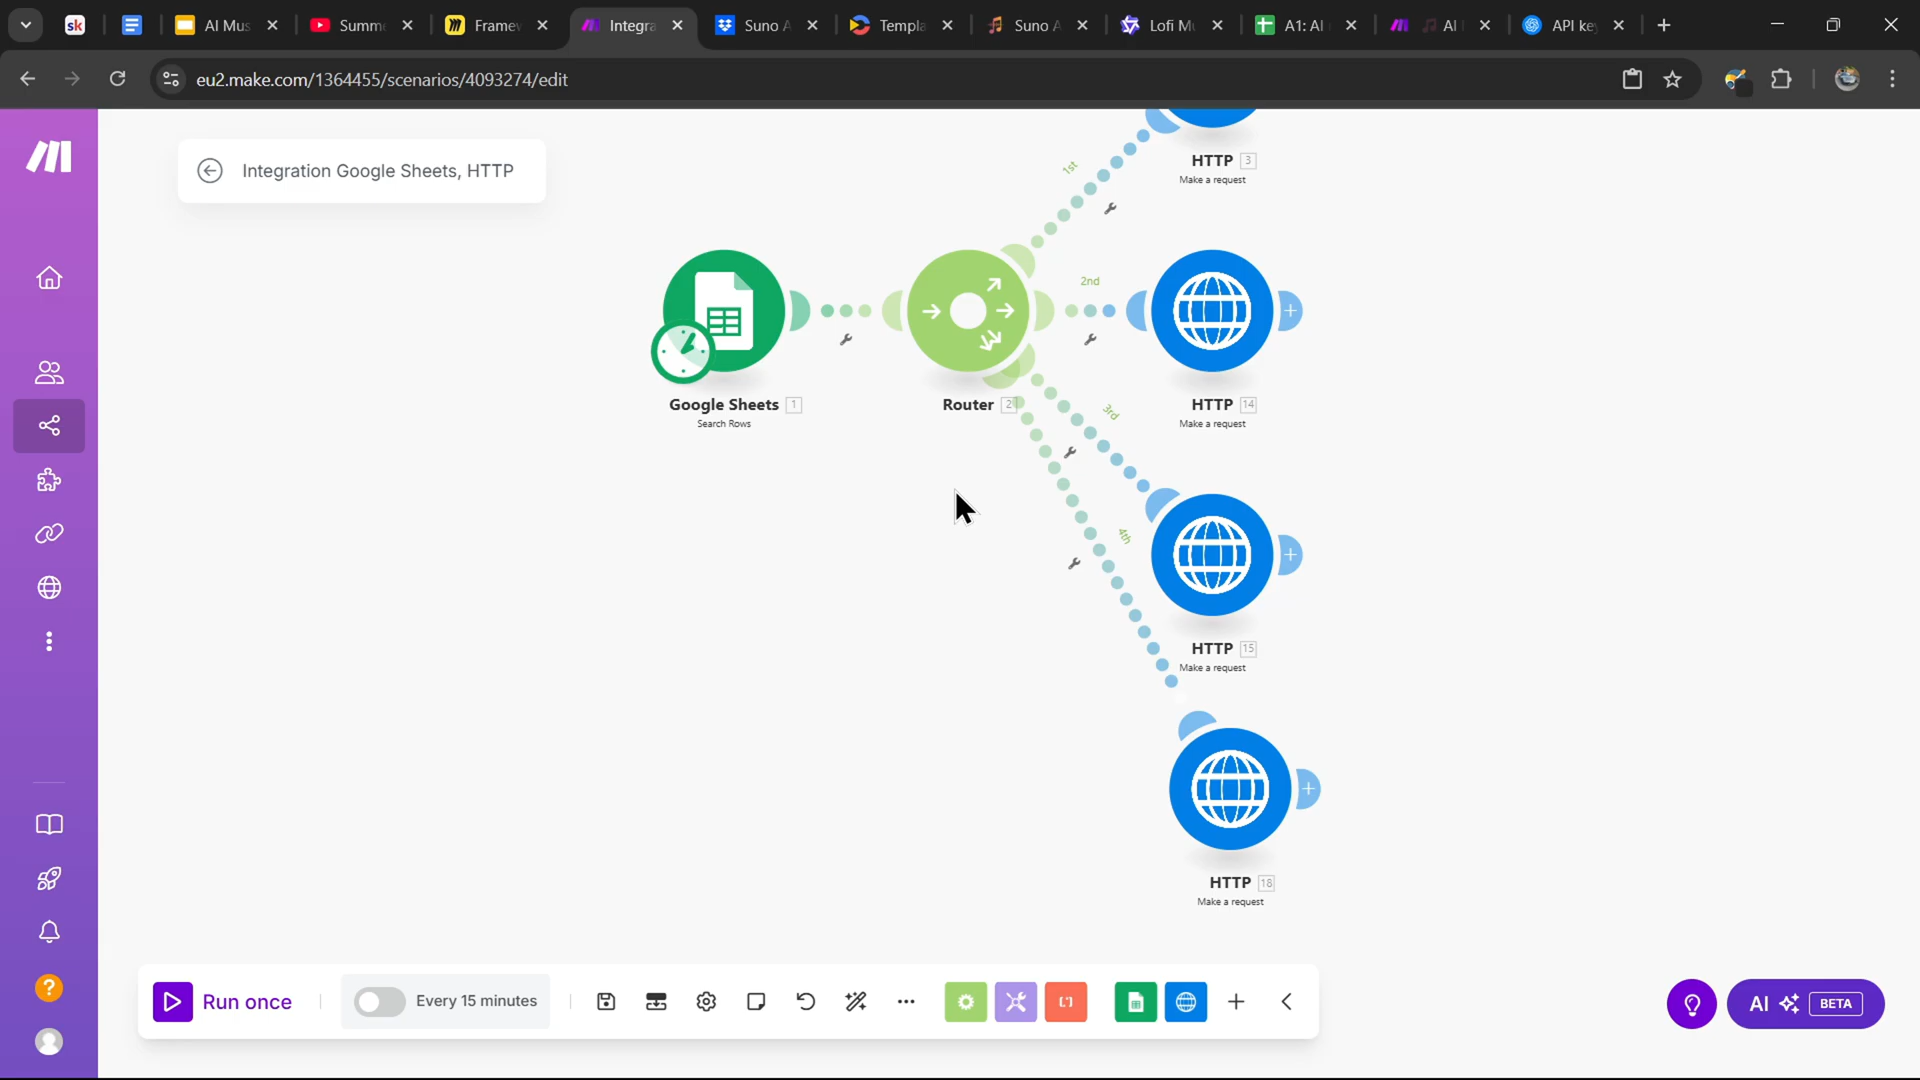 sk
AI Mus
Summ
Framew
Integra
Suno A
Templa
Suno A
Lofi Mu
A1: AI
AI
API ke
eu2.make.com/1364455/scenarios/4093274/edit
Integration Google Sheets, HTTP
1st
HTTP 3
Make a request
2nd
Google Sheets 1
Search Rows
Router 2
HTTP 14
Make a request
3rd
4th
HTTP 15
Make a request
HTTP 18
Make a request
Run once
Every 15 minutes
AI
BETA